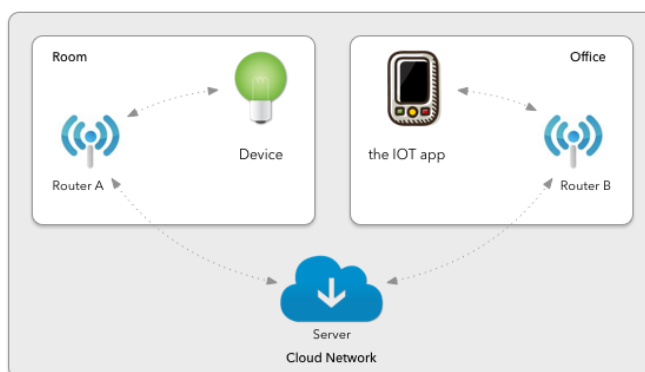 Room
Office
Device
the IOT app
Router A
Router B
Server
Cloud Network